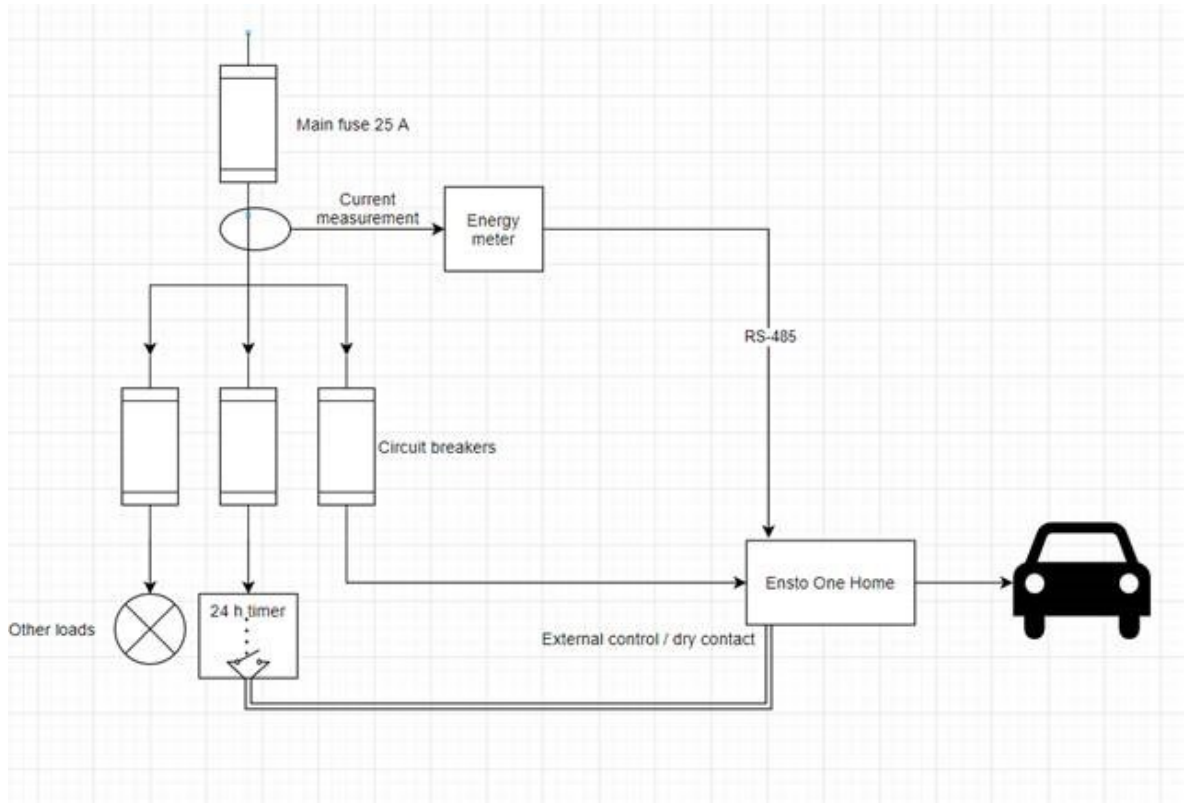 Main fuse 25 A
Current
measurement
Energy
meter
RS-485
Circuit breakers
Ensto One Home
24 h timer
Other loads
External control / dry contact